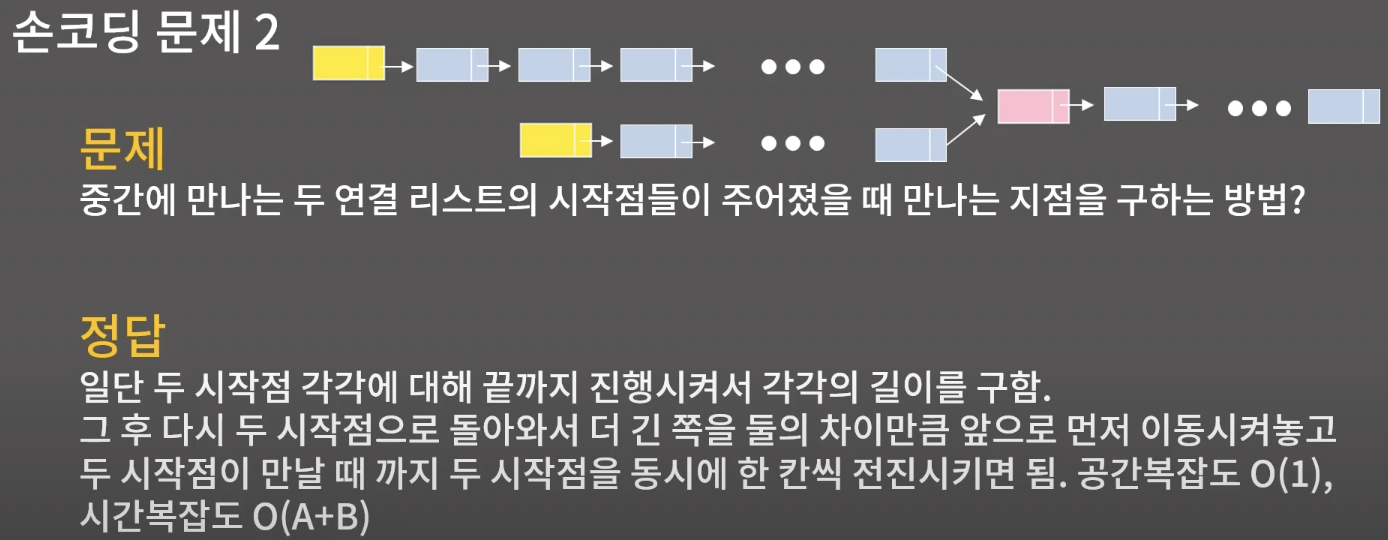 손코딩 문제 2
문제
중간에 만나는 두 연결 리스트의 시작점들이 주어졌을 때 만나는 지점을 구하는 방법?
정답
일단 두 시작점 각각에 대해 끝까지 진행시켜서 각각의 길이를 구함.
그 후 다시 두 시작점으로 돌아와서 더 긴 쪽을 둘의 차이만큼 앞으로 먼저 이동시켜놓고
두 시작점이 만날 때 까지 두 시작점을 동시에 한 칸씩 전진시키면 됨. 공간복잡도 O(1),
시간복잡도 O(A+B)